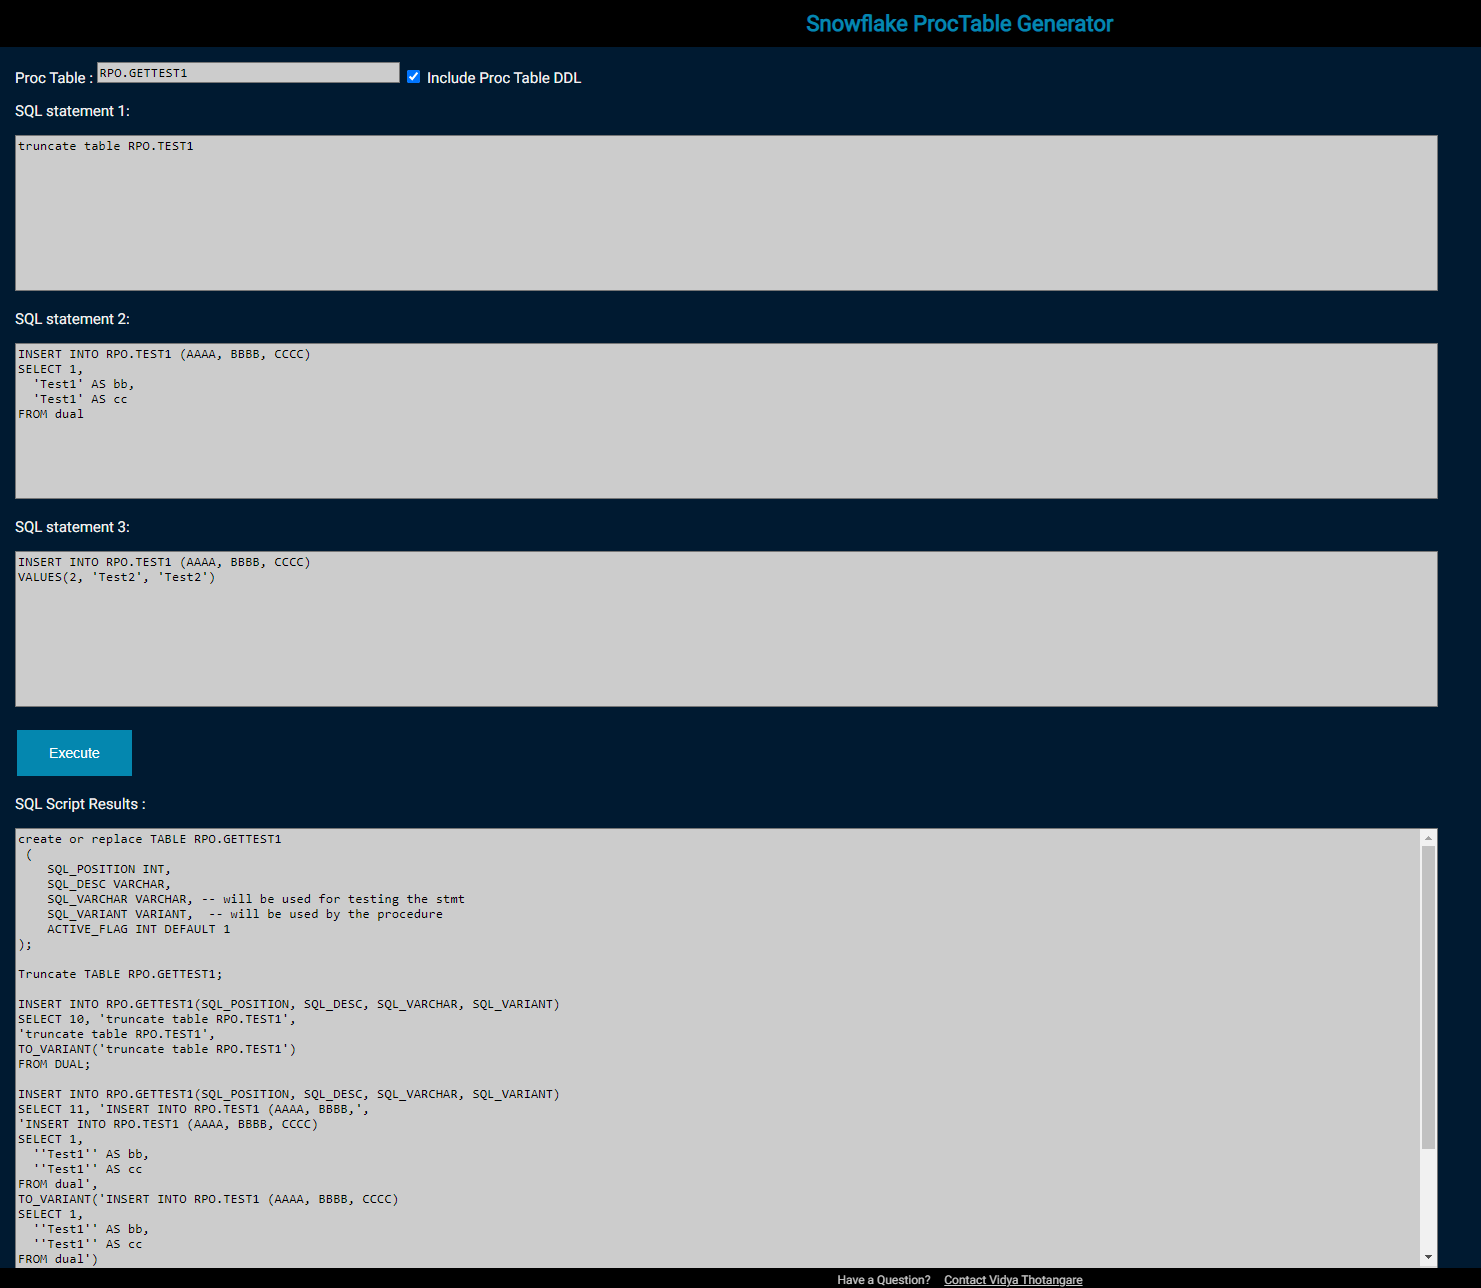 Snowflake ProcTable Generator
Proc Table : RPO.GETTEST1 Include Proc Table DDL
SQL statement 1:
truncate table RPO.TEST1
SQL statement 2:
INSERT INTO RPO.TEST1 (AAAA, BBBB, CCCC)
SELECT 1,
  'Test1' AS bb,
  'Test1' AS cc
FROM dual
SQL statement 3:
INSERT INTO RPO.TEST1 (AAAA, BBBB, CCCC)
VALUES(2, 'Test2', 'Test2')
Execute
SQL Script Results :
create or replace TABLE RPO.GETTEST1
 (
    SQL_POSITION INT,
    SQL_DESC VARCHAR,
    SQL_VARCHAR VARCHAR, -- will be used for testing the stmt
    SQL_VARIANT VARIANT,  -- will be used by the procedure
    ACTIVE_FLAG INT DEFAULT 1
);
Truncate TABLE RPO.GETTEST1;
INSERT INTO RPO.GETTEST1(SQL_POSITION, SQL_DESC, SQL_VARCHAR, SQL_VARIANT)
SELECT 10, 'truncate table RPO.TEST1',
'truncate table RPO.TEST1',
TO_VARIANT('truncate table RPO.TEST1')
FROM DUAL;
INSERT INTO RPO.GETTEST1(SQL_POSITION, SQL_DESC, SQL_VARCHAR, SQL_VARIANT)
SELECT 11, 'INSERT INTO RPO.TEST1 (AAAA, BBBB,',
'INSERT INTO RPO.TEST1 (AAAA, BBBB, CCCC)
SELECT 1,
  ''Test1'' AS bb,
  ''Test1'' AS cc
FROM dual',
TO_VARIANT('INSERT INTO RPO.TEST1 (AAAA, BBBB, CCCC)
SELECT 1,
  ''Test1'' AS bb,
  ''Test1'' AS cc
FROM dual')
Have a Question? Contact Vidya Thotangare